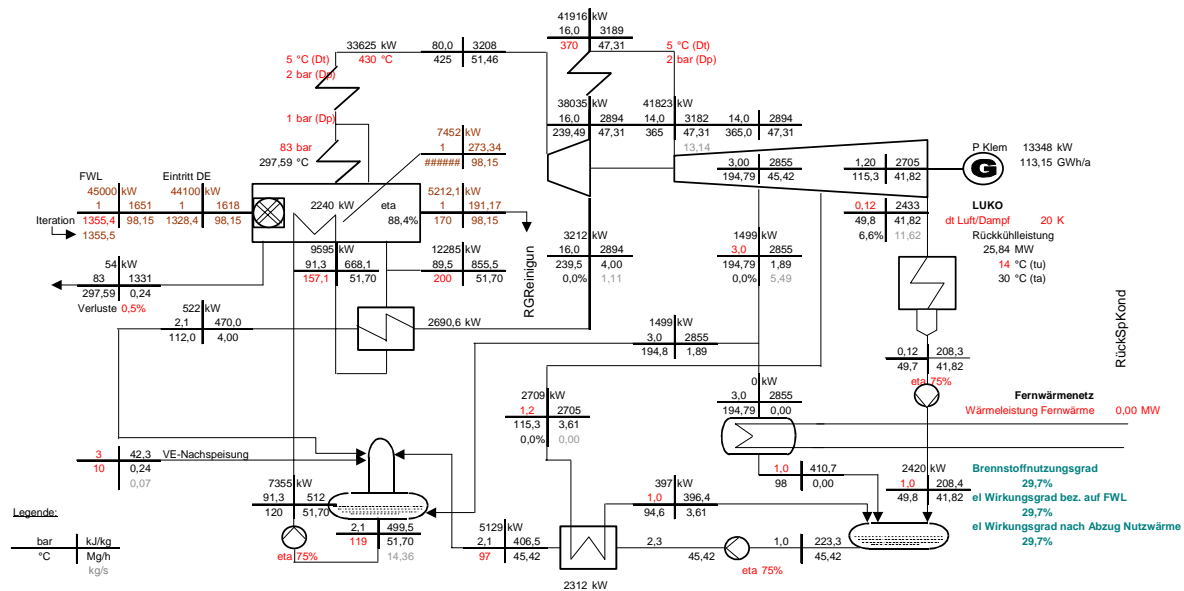 41916 kW
16,0 3189
370 47,31
33625 kW
80,0 3208
430 °C 425 51,46
5 °C (Dt)
2 bar (Dp)
5 °C (Dt)
2 bar (Dp)
1 bar (Dp)
83 bar
297,59 °C
7452 kW
1 273,34
###### 98,15
38035 kW
16,0 2894
239,49 47,31
41823 kW
14,0 3182
365 47,31
13,14
14,0 2894
365,0 47,31
3,00 2855
194,79 45,42
1,20 2705
115,3 41,82
P Klem 13348 kW
113,15 GWh/a
G
FWL
45000 kW
1 1651
1355,4 98,15
Iteration
1355,5
Eintritt DE
44100 kW
1 1618
1328,4 98,15
2240 kW
eta
88,4%
5212,1 kW
1 191,17
170 98,15
RGReinigun
0,12 2433
49,8 41,82
6,6% 11,62
LUKO
dt Luft/Dampf 20 K
Rückkühlleistung
25,84 MW
14 °C (tu)
30 °C (ta)
9595 kW
91,3 668,1
157,1 51,70
12285 kW
89,5 855,5
200 51,70
3212 kW
16,0 2894
239,5 4,00
0,0% 1,11
1499 kW
3,0 2855
194,79 1,89
0,0% 5,49
54 kW
83 1331
297,59 0,24
Verluste 0,5%
522 kW
2,1 470,0
112,0 4,00
2690,6 kW
1499 kW
3,0 2855
194,8 1,89
0,12 208,3
49,7 41,82
eta 75%
RückSpKond
0 kW
3,0 2855
194,79 0,00
Fernwärmenetz
Wärmeleistung Fernwärme 0,00 MW
2709 kW
1,2 2705
115,3 3,61
0,0% 0,00
3 42,3 VE-Nachspeisung
10 0,24
0,07
1,0 410,7
98 0,00
2420 kW
1,0 208,4
49,8 41,82
Brennstoffnutzungsgrad
29,7%
el Wirkungsgrad bez. auf FWL
29,7%
el Wirkungsgrad nach Abzug Nutzwärme
29,7%
7355 kW
91,3 512
120 51,70
397 kW
1,0 396,4
94,6 3,61
2,1 499,5
119 51,70
14,36
eta 75%
5129 kW
2,1 406,5
97 45,42
2312 kW
2,3
45,42
eta 75%
1,0 223,3
45,42
Legende:
bar kJ/kg
°C Mg/h
kg/s